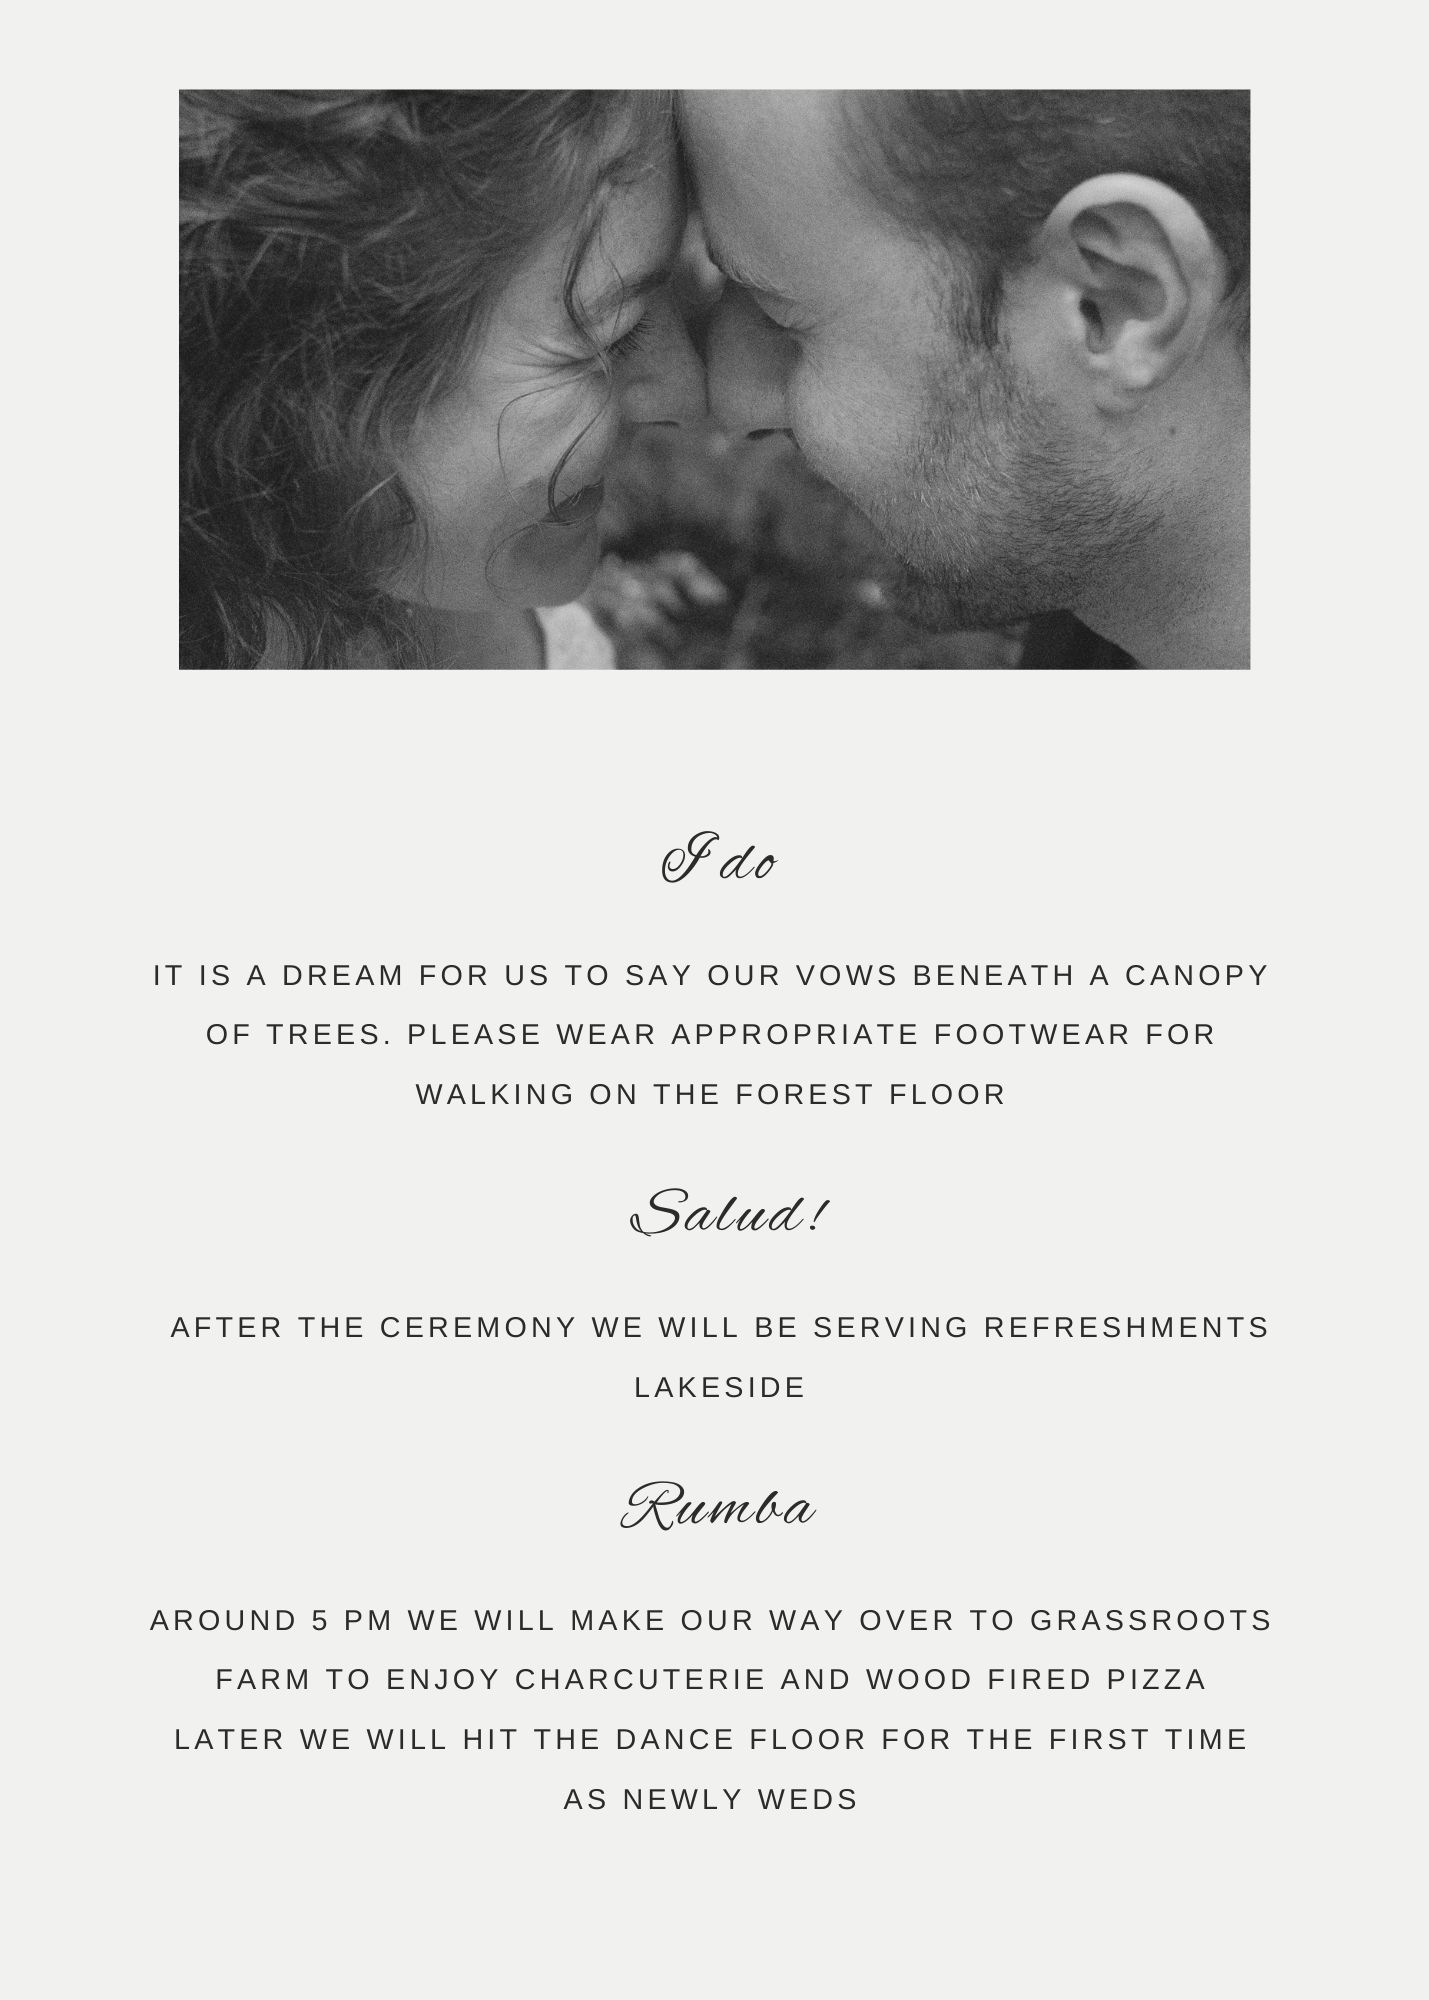 I do
IT IS A DREAM FOR US TO SAY OUR VOWS BENEATH A CANOPY
OF TREES. PLEASE WEAR APPROPRIATE FOOTWEAR FOR
WALKING ON THE FOREST FLOOR
Salud!
AFTER THE CEREMONY WE WILL BE SERVING REFRESHMENTS
LAKESIDE
Rumba
AROUND 5 PM WE WILL MAKE OUR WAY OVER TO GRASSROOTS
FARM TO ENJOY CHARCUTERIE AND WOOD FIRED PIZZA
LATER WE WILL HIT THE DANCE FLOOR FOR THE FIRST TIME
AS NEWLY WEDS